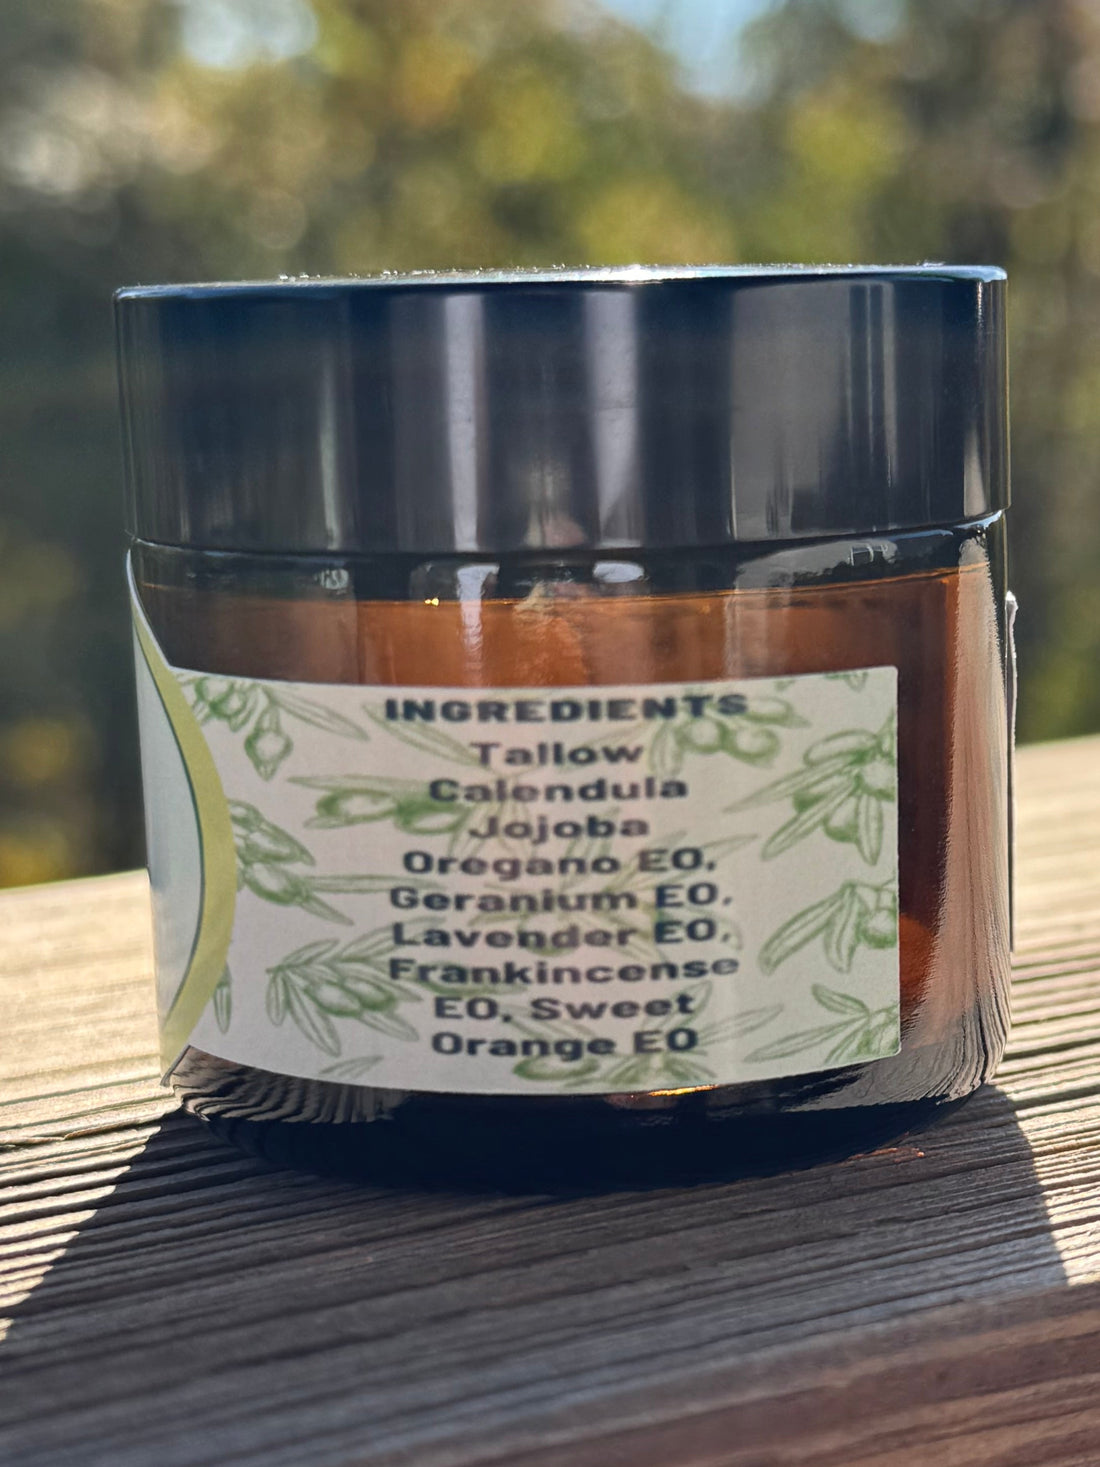 INGREDIENTS
Tallow
Calendula
Jojoba
Oregano EO,
Geranium EO,
Lavender EO,
Frankincense
EO, Sweet
Orange EO